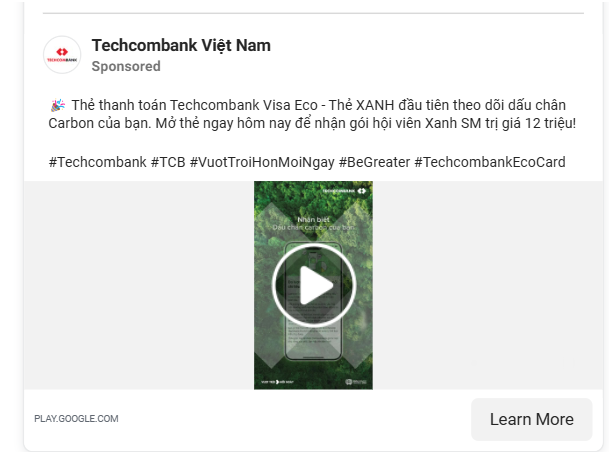 Techcombank Việt Nam
Sponsored
TECHCOMBANK
🎉 Thẻ thanh toán Techcombank Visa Eco - Thẻ XANH đầu tiên theo dõi dấu chân
Carbon của bạn. Mở thẻ ngay hôm nay để nhận gói hội viên Xanh SM trị giá 12 triệu!
#Techcombank #TCB #VuotTroiHonMoiNgay #BeGreater #TechcombankEcoCard
TECHCOMBANK
Nhận biết
Dấu chân carbon của bạn
PLAY.GOOGLE.COM
Learn More